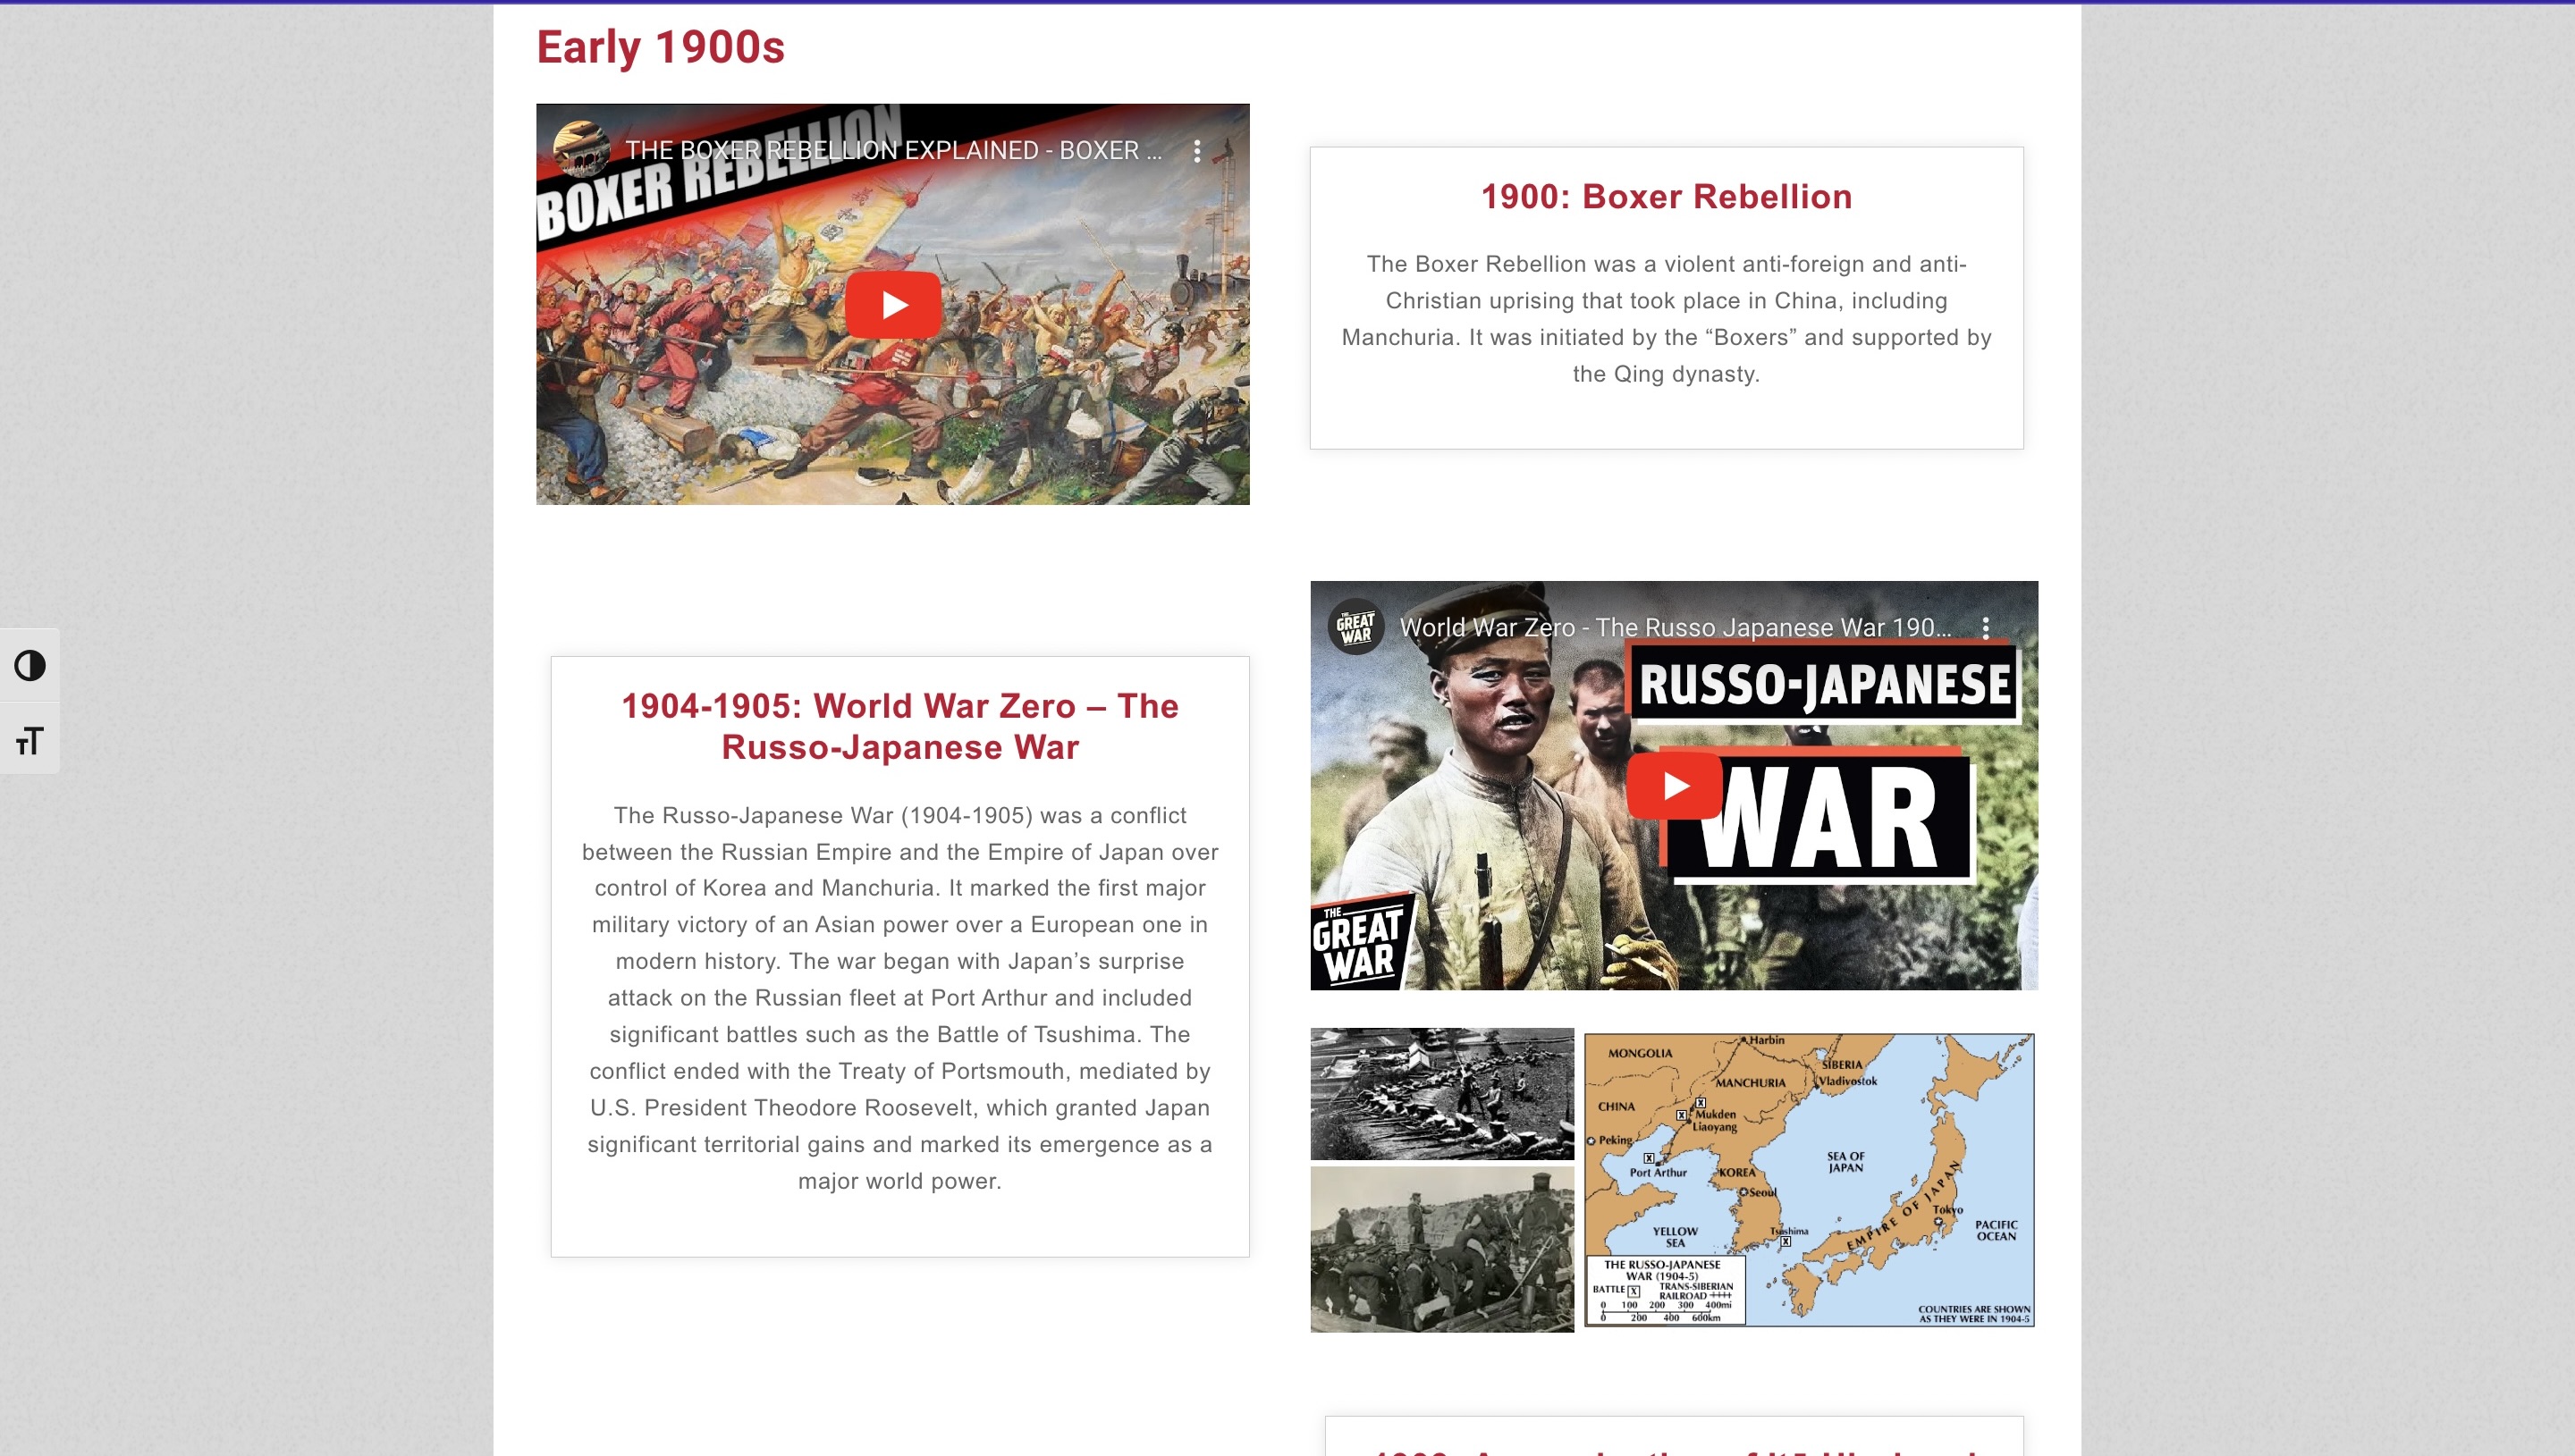 Early 1900s
THE BOXER REBELLION EXPLAINED - BOXER ...
BOXER REBELLION
1900: Boxer Rebellion
The Boxer Rebellion was a violent anti-foreign and anti-
Christian uprising that took place in China, including
Manchuria. It was initiated by the “Boxers” and supported by
the Qing dynasty.
1904-1905: World War Zero – The
Russo-Japanese War
The Russo-Japanese War (1904-1905) was a conflict
between the Russian Empire and the Empire of Japan over
control of Korea and Manchuria. It marked the first major
military victory of an Asian power over a European one in
modern history. The war began with Japan’s surprise
attack on the Russian fleet at Port Arthur and included
significant battles such as the Battle of Tsushima. The
conflict ended with the Treaty of Portsmouth, mediated by
U.S. President Theodore Roosevelt, which granted Japan
significant territorial gains and marked its emergence as a
major world power.
THE
GREAT
WAR
World War Zero - The Russo Japanese War 190...
RUSSO-JAPANESE
WAR
THE
GREAT
WAR
Harbin
MONGOLIA
SIBERIA
MANCHURIA
Vladivostok
CHINA
Mukden
Liaoyang
Peking
SEA OF
JAPAN
Port Arthur
KOREA
Seoul
EMPIRE OF JAPAN
Tokyo
YELLOW
SEA
Tsushima
PACIFIC
OCEAN
THE RUSSO-JAPANESE
WAR (1904-5)
BATTLE X TRANS-SIBERIAN
RAILROAD
0 100 200 300 400mi
0 200 400 600km
COUNTRIES ARE SHOWN
AS THEY WERE IN 1904-5